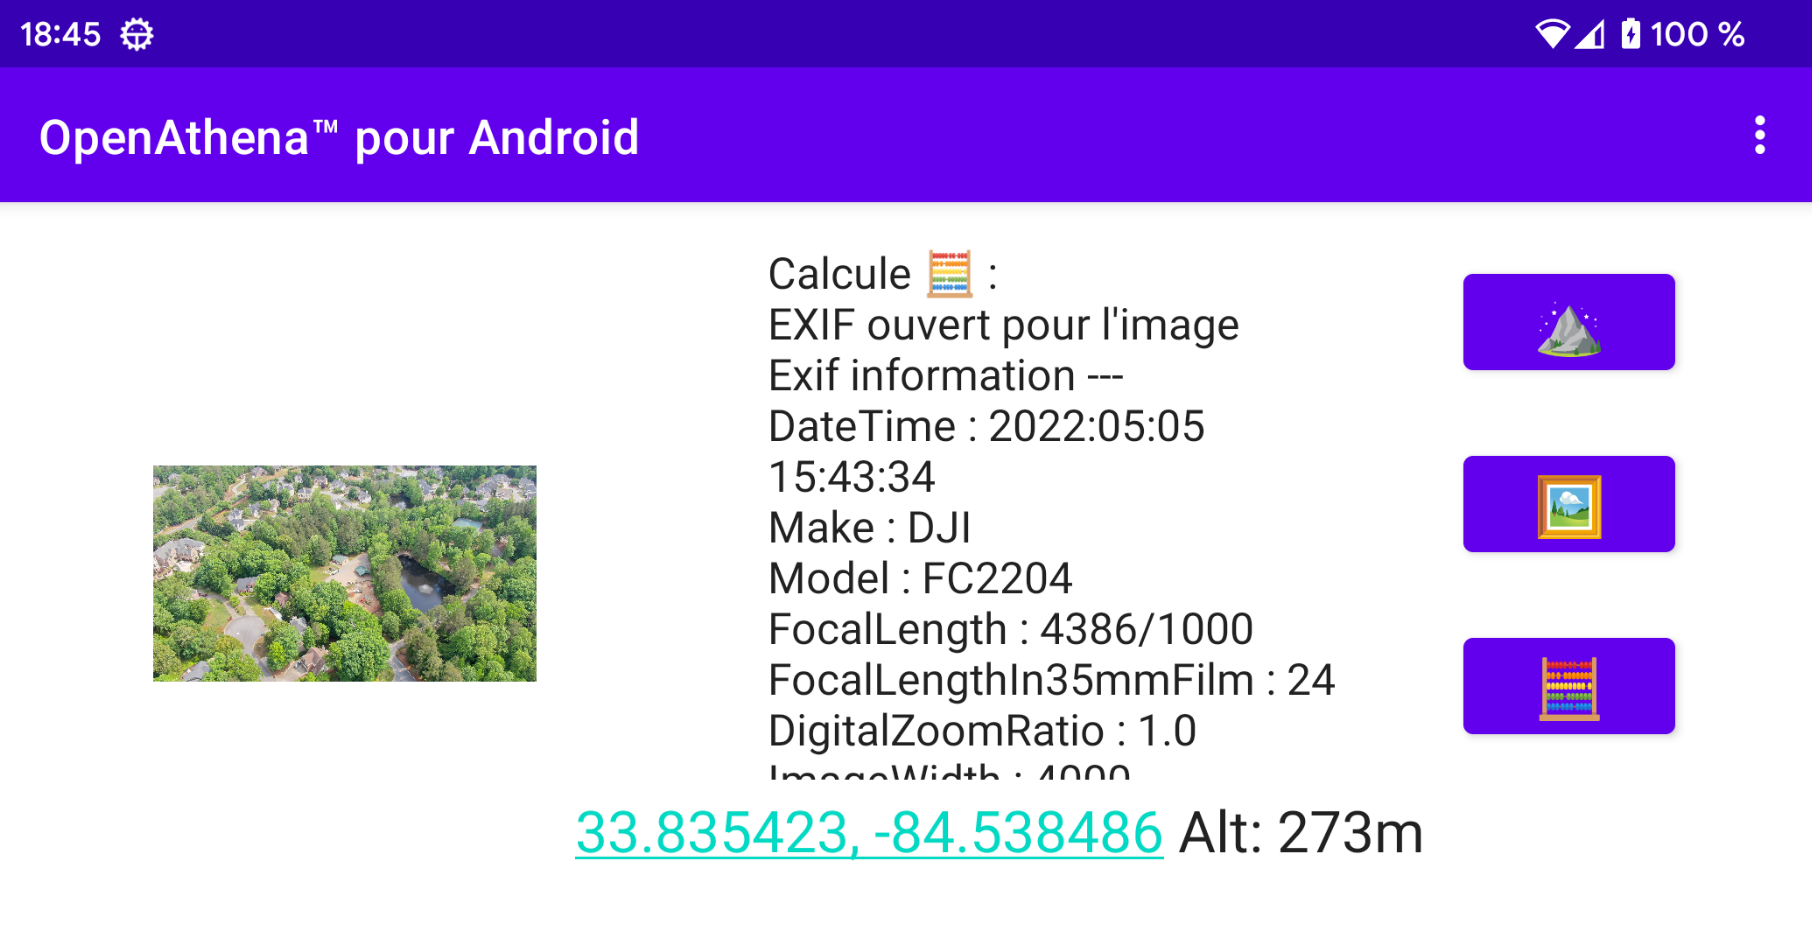 18:45
100 %
OpenAthena™ pour Android
Calcule 🧮 :
EXIF ouvert pour l'image
Exif information ---
DateTime : 2022:05:05
15:43:34
Make : DJI
Model : FC2204
FocalLength : 4386/1000
FocalLengthIn35mmFilm : 24
DigitalZoomRatio : 1.0
ImageWidth : 4000
33.835423, -84.538486 Alt: 273m